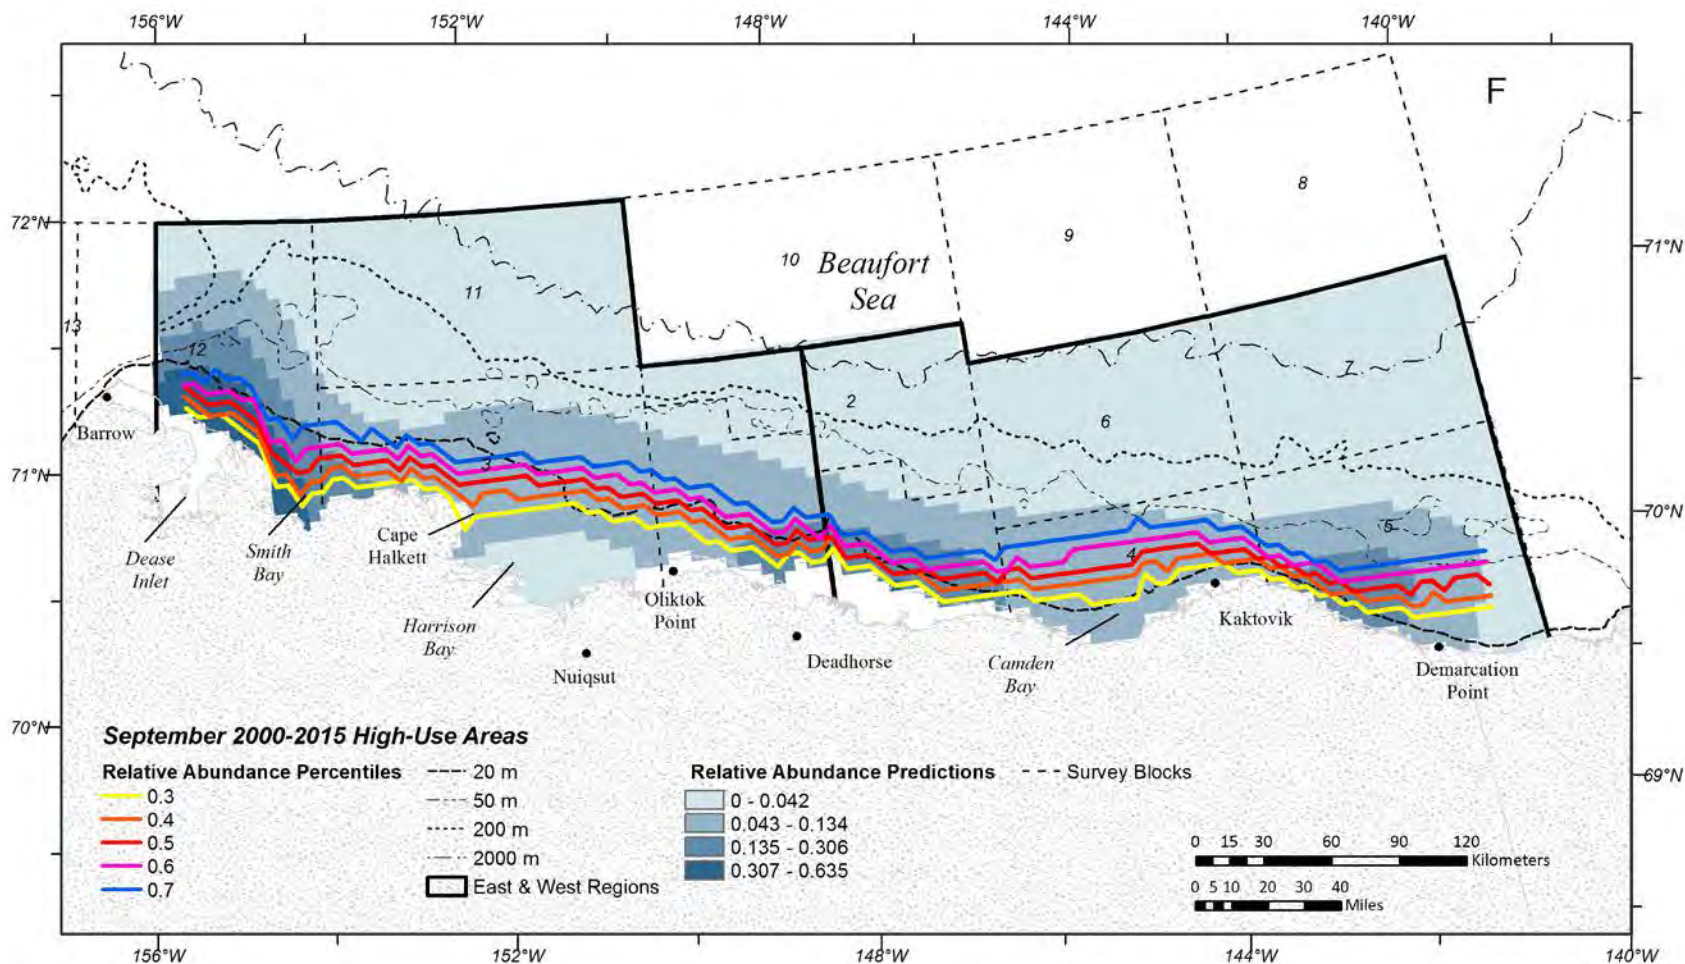 156°W 152°W 148°W 144°W 140°W
F
8
72°N
9
71°N
10 Beaufort
Sea
11
13
12
7
2
6
Barrow
71°N
3
70°N
5
4
Cape
Halkett
Dease
Inlet
Smith
Bay
Oliktok
Point
Kaktovik
Harrison
Bay
Deadhorse
Camden
Bay
Nuiqsut
Demarcation
Point
70°N
September 2000-2015 High-Use Areas
Relative Abundance Percentiles
0.3
0.4
0.5
0.6
0.7
20 m
50 m
200 m
2000 m
East & West Regions
Relative Abundance Predictions
0 - 0.042
0.043 - 0.134
0.135 - 0.306
0.307 - 0.635
Survey Blocks
69°N
0 15 30 60 90 120
Kilometers
0 5 10 20 30 40
Miles
156°W 152°W 148°W 144°W 140°W